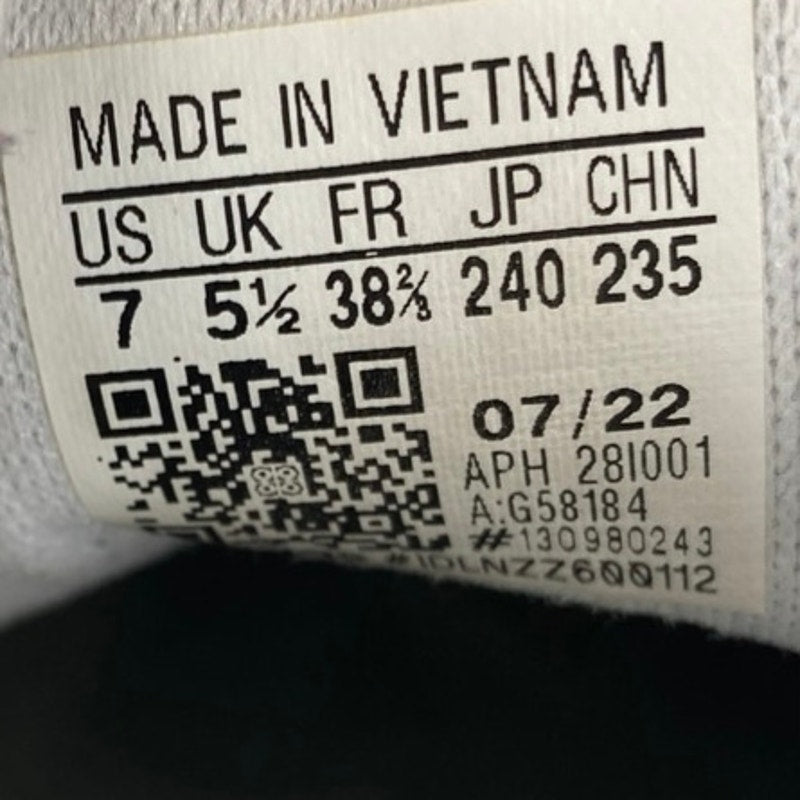 MADE IN VIETNAM
US UK FR JP CHN
7 5½ 38⅔ 240 235
07/22
APH 28I001
A:G58184
#130980243
#IDLNZZ600112